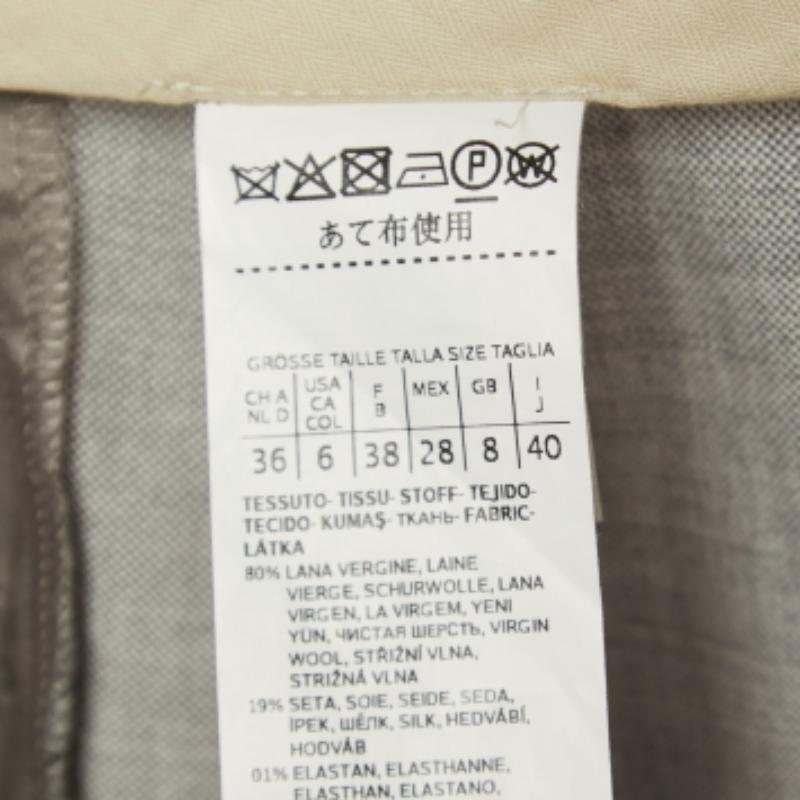 P W
あて布使用
GRÖSSE TAILLE TALLA SIZE TAGLIA
CH A NL D USA CA COL F B MEX GB I J
36 6 38 28 8 40
TESSUTO- TISSU- STOFF- TEJIDO-
TECIDO- KUMAŞ- ТКАНЬ- FABRIC-
LÁTKA
80% LANA VERGINE, LAINE
VIERGE, SCHURWOLLE, LANA
VIRGEN, LA VIRGEM, YENI
YÜN, ЧИСТАЯ ШЕРСТЬ, VIRGIN
WOOL, STŘIŽNÍ VLNA,
STRIŽNÁ VLNA
19% SETA, SOIE, SEIDE, SEDA,
İPEK, ШЁЛК, SILK, HEDVÁBÍ,
HODVÁB
01% ELASTAN, ELASTHANNE,
ELASTHAN, ELASTANO,